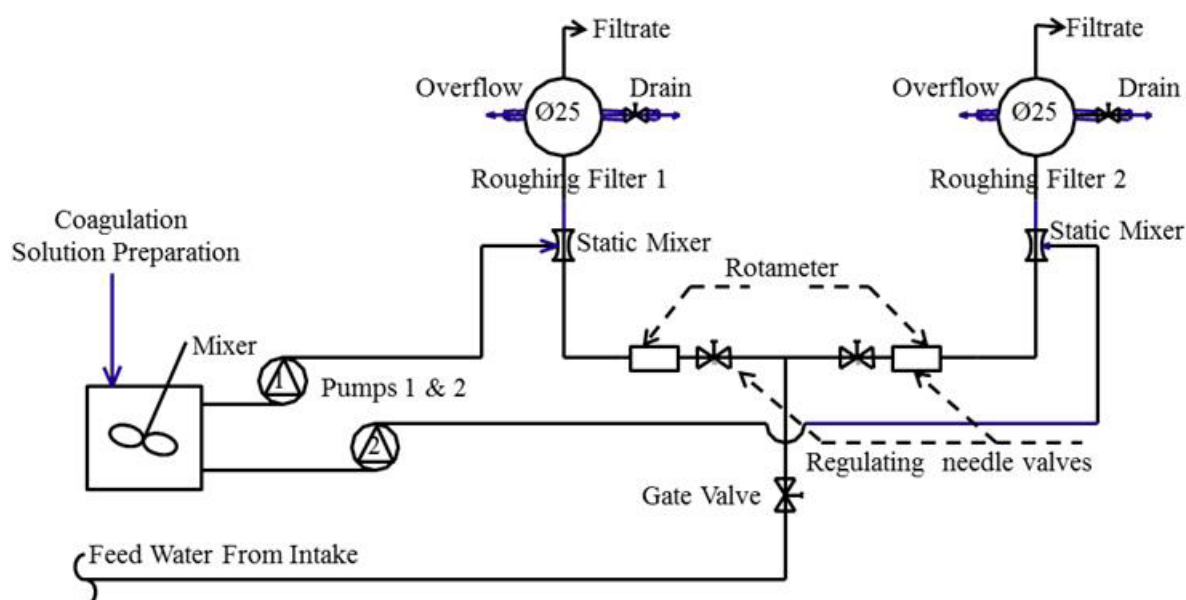 Filtrate
Filtrate
Overflow
Ø25
Drain
Overflow
Ø25
Drain
Roughing Filter 1
Roughing Filter 2
Coagulation
Solution Preparation
Static Mixer
Static Mixer
Rotameter
Mixer
1
Pumps 1 & 2
2
Regulating needle valves
Gate Valve
Feed Water From Intake